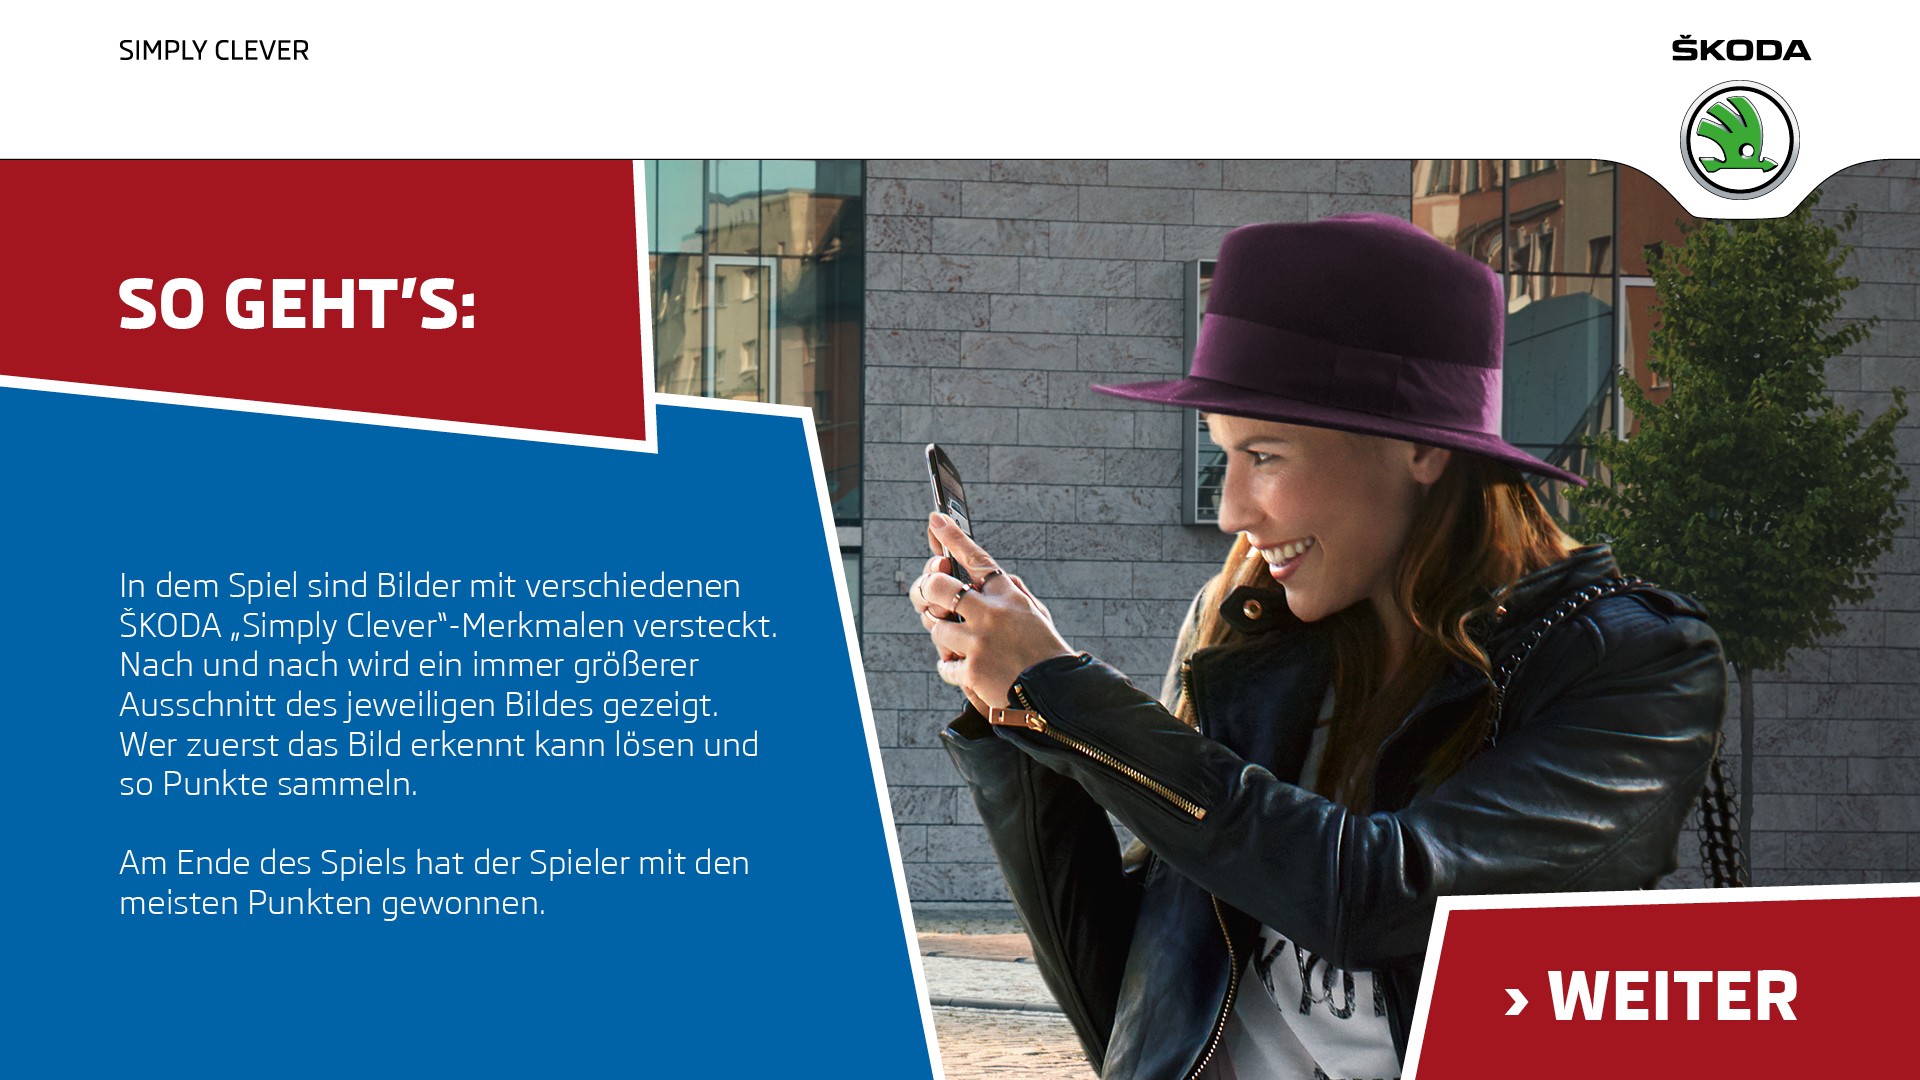 SIMPLY CLEVER
ŠKODA
SO GEHT'S:
In dem Spiel sind Bilder mit verschiedenen
ŠKODA „Simply Clever“-Merkmalen versteckt.
Nach und nach wird ein immer größerer
Ausschnitt des jeweiligen Bildes gezeigt.
Wer zuerst das Bild erkennt kann lösen und
so Punkte sammeln.
Am Ende des Spiels hat der Spieler mit den
meisten Punkten gewonnen.
› WEITER